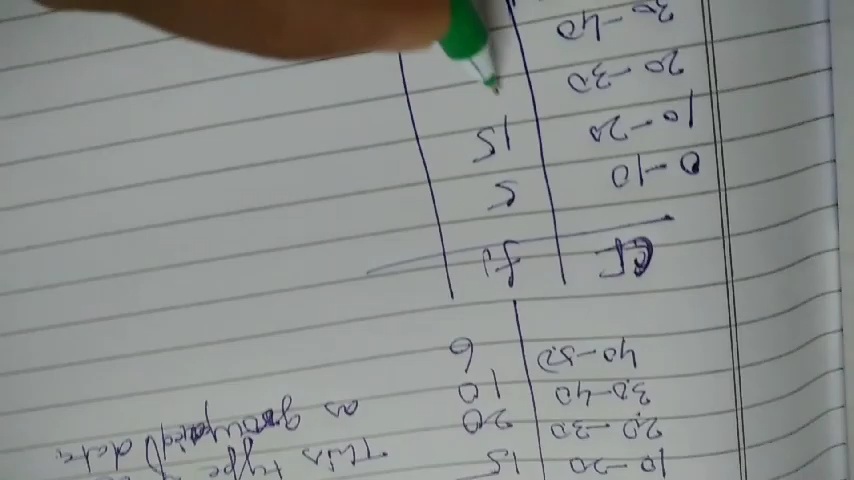 10-20 15 This type
20-30 20 as grouped data
30-40 10
40-50 6
CI fi
0-10 5
10-20 15
20-30
30-40